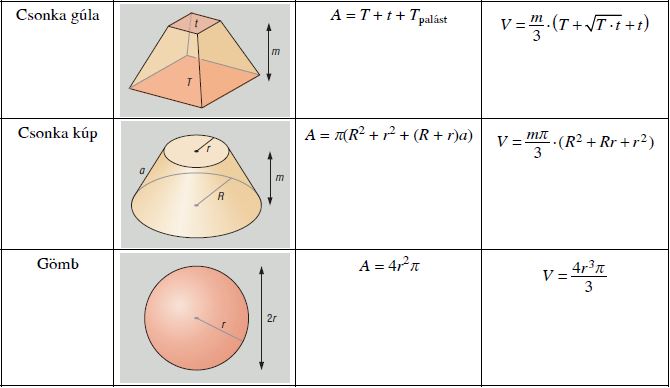 Csonka gúla
t
T
m
A = T + t + T_palást
V = m/3 · (T + √(T · t) + t)
Csonka kúp
r
a
R
m
A = π(R² + r² + (R + r)a)
V = mπ/3 · (R² + Rr + r²)
Gömb
r
2r
A = 4r²π
V = 4r³π/3